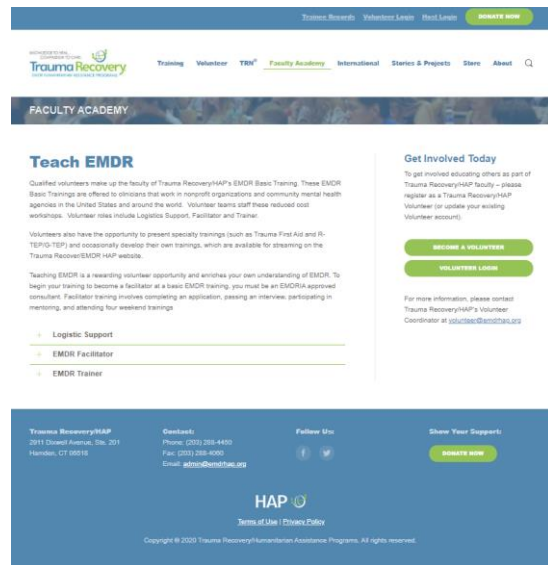 Trainee Records Volunteer Login Host Login DONATE NOW
Trauma Recovery
Training Volunteer TRN® Faculty Academy International Stories & Projects Store About
FACULTY ACADEMY
Teach EMDR
Qualified volunteers make up the faculty of Trauma Recovery/HAP's EMDR Basic Training. These EMDR
Basic Trainings are offered to clinicians that work in nonprofit organizations and community mental health
agencies in the United States and around the world. Volunteer teams staff these reduced cost
workshops. Volunteer roles include Logistics Support, Facilitator and Trainer.
Volunteers also have the opportunity to present specialty trainings (such as Trauma First Aid and R-
TEP/G-TEP) and occasionally develop their own trainings, which are available for streaming on the
Trauma Recover/EMDR HAP website.
Teaching EMDR is a rewarding volunteer opportunity and enriches your own understanding of EMDR. To
begin your training to become a facilitator at a basic EMDR training, you must be an EMDRIA approved
consultant. Facilitator training involves completing an application, passing an interview, participating in
mentoring, and attending four weekend trainings
+ Logistic Support
+ EMDR Facilitator
+ EMDR Trainer
Get Involved Today
To get involved educating others as part of
Trauma Recovery/HAP faculty – please
register as a Trauma Recovery/HAP
Volunteer (or update your existing
Volunteer account).
BECOME A VOLUNTEER
VOLUNTEER LOGIN
For more information, please contact
Trauma Recovery/HAP's Volunteer
Coordinator at volunteer@emdrhap.org
Trauma Recovery/HAP
2911 Dixwell Avenue, Ste. 201
Hamden, CT 06518
Contact:
Phone: (203) 288-4450
Fax: (203) 288-4060
Email: admin@emdrhap.org
Follow Us:
Show Your Support:
DONATE NOW
HAP
Terms of Use | Privacy Policy
Copyright © 2020 Trauma Recovery/Humanitarian Assistance Programs, All rights reserved.